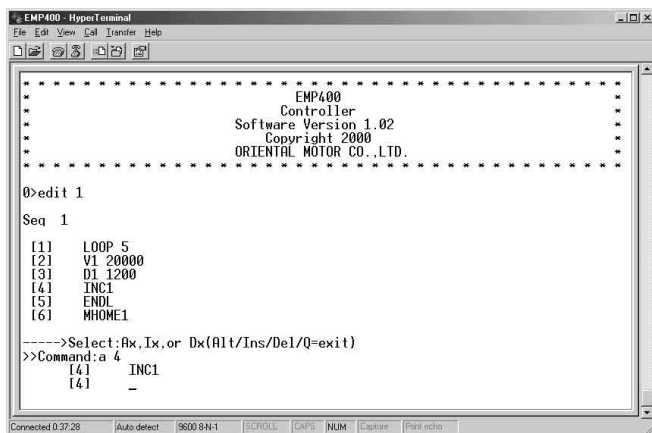 EMP400 - HyperTerminal
File Edit View Call Transfer Help
* * * * * * * * * * * * * * * * * * * * * * * * * * * * * * * * * * * * * * * *
* EMP400 *
* Controller *
* Software Version 1.02 *
* Copyright 2000 *
* ORIENTAL MOTOR CO.,LTD. *
* * * * * * * * * * * * * * * * * * * * * * * * * * * * * * * * * * * * * * * *
0>edit 1
Seq 1
[1] LOOP 5
[2] V1 20000
[3] D1 1200
[4] INC1
[5] ENDL
[6] MHOME1
----->Select:Ax,Ix,or Dx(Alt/Ins/Del/Q=exit)
>>Command:a 4
[4] INC1
[4] _
Connected 0:37:28 Auto detect 9600 8-N-1 SCROLL CAPS NUM Capture Print echo